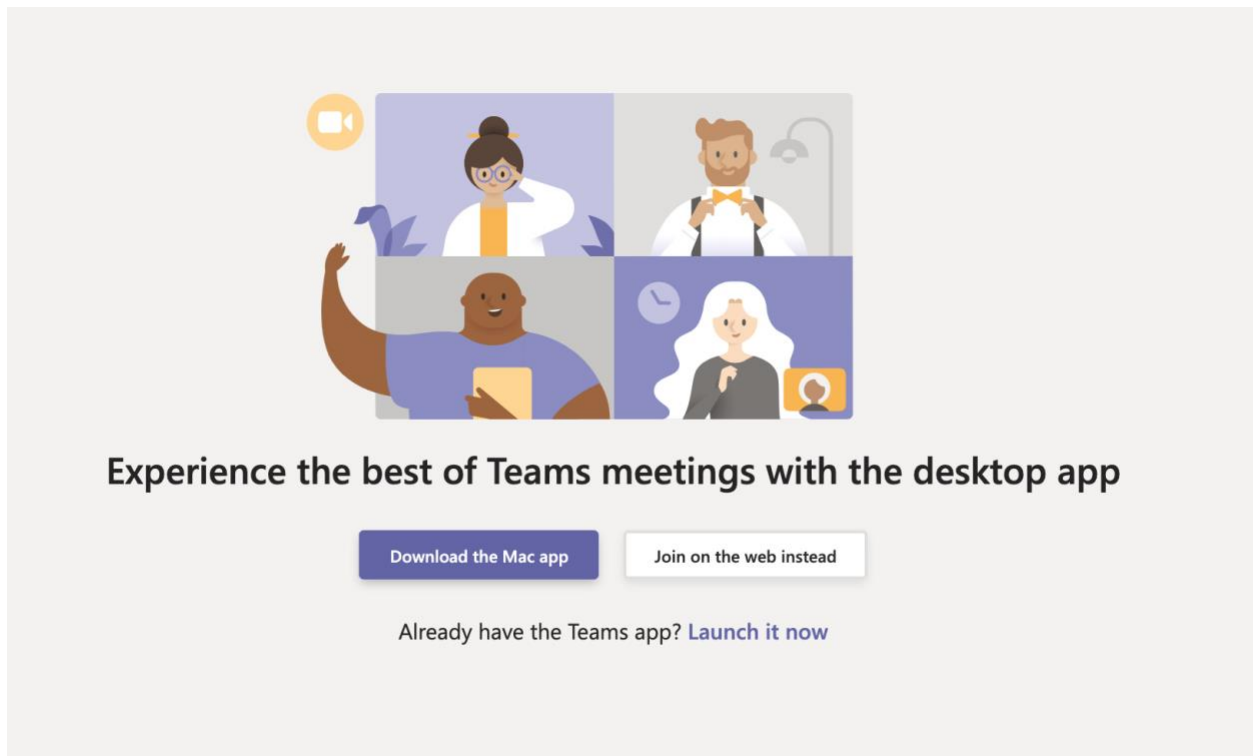 Experience the best of Teams meetings with the desktop app
Download the Mac app
Join on the web instead
Already have the Teams app? Launch it now